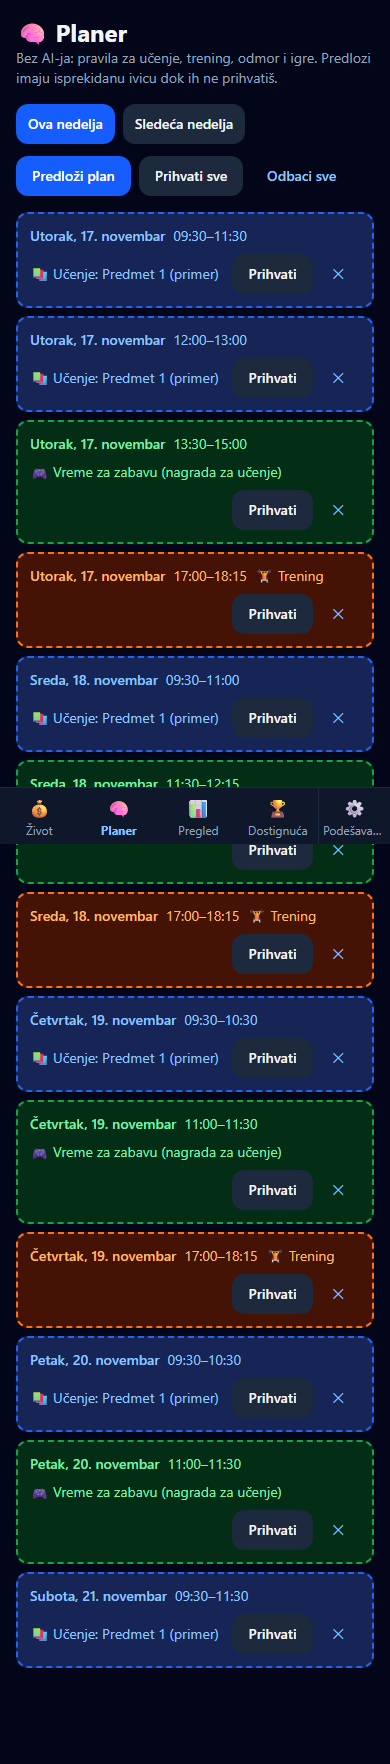 Planer
Bez AI-ja: pravila za učenje, trening, odmor i igre. Predlozi
imaju isprekidanu ivicu dok ih ne prihvatiš.
Ova nedelja Sledeća nedelja
Predloži plan Prihvati sve Odbaci sve
Utorak, 17. novembar 09:30–11:30
Učenje: Predmet 1 (primer) Prihvati ×
Utorak, 17. novembar 12:00–13:00
Učenje: Predmet 1 (primer) Prihvati ×
Utorak, 17. novembar 13:30–15:00
Vreme za zabavu (nagrada za učenje)
Prihvati ×
Utorak, 17. novembar 17:00–18:15 Trening
Prihvati ×
Sreda, 18. novembar 09:30–11:00
Učenje: Predmet 1 (primer) Prihvati ×
Sreda, 18. novembar 11:30–12:15
Život Planer Pregled Dostignuća Podešava...
Prihvati ×
Sreda, 18. novembar 17:00–18:15 Trening
Prihvati ×
Četvrtak, 19. novembar 09:30–10:30
Učenje: Predmet 1 (primer) Prihvati ×
Četvrtak, 19. novembar 11:00–11:30
Vreme za zabavu (nagrada za učenje)
Prihvati ×
Četvrtak, 19. novembar 17:00–18:15 Trening
Prihvati ×
Petak, 20. novembar 09:30–10:30
Učenje: Predmet 1 (primer) Prihvati ×
Petak, 20. novembar 11:00–11:30
Vreme za zabavu (nagrada za učenje)
Prihvati ×
Subota, 21. novembar 09:30–11:30
Učenje: Predmet 1 (primer) Prihvati ×